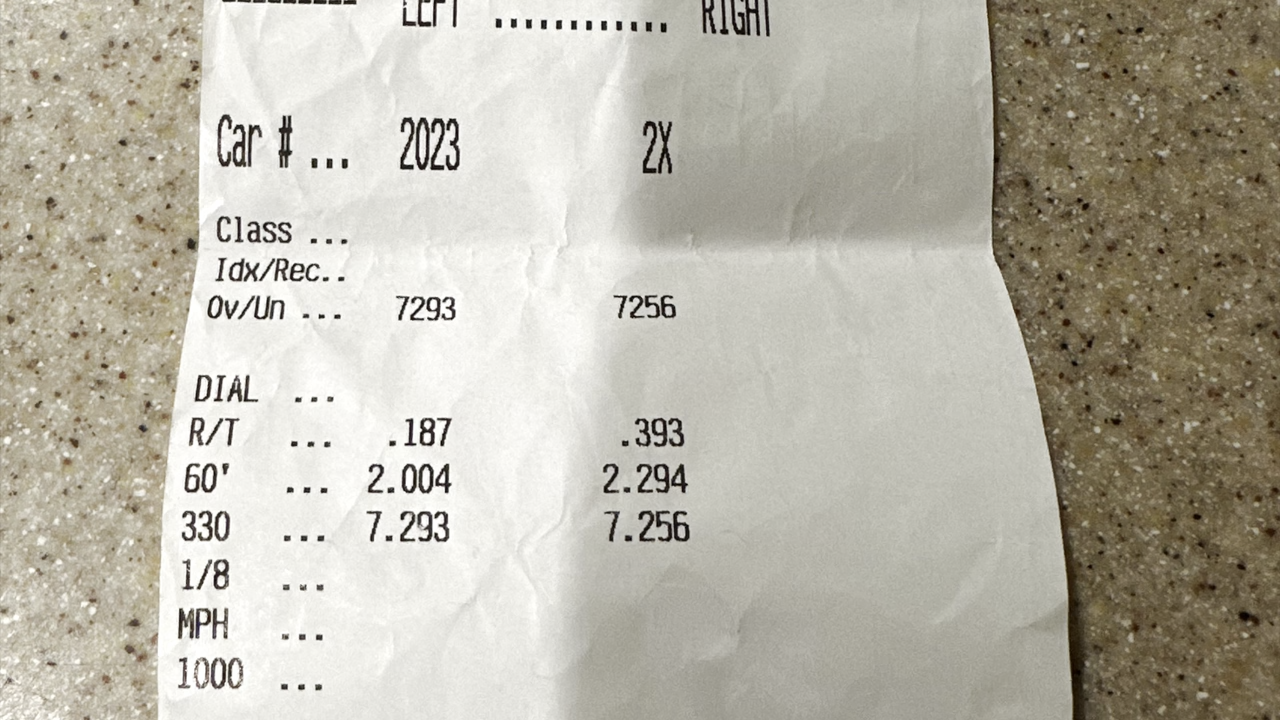 LEFT ............ RIGHT
Car # ... 2023 2X
Class ...
Idx/Rec..
Ov/Un ... 7293 7256
DIAL ...
R/T ... .187 .393
60' ... 2.004 2.294
330 ... 7.293 7.256
1/8 ...
MPH ...
1000 ...